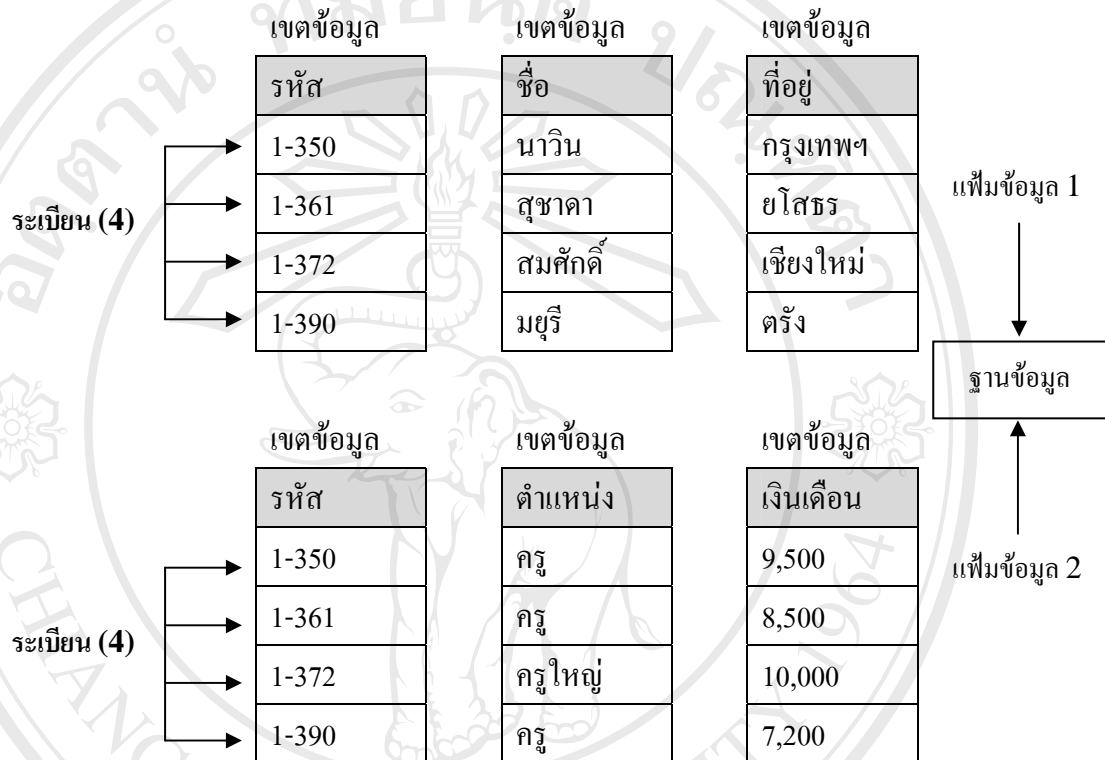 เขตข้อมูล เขตข้อมูล เขตข้อมูล
รหัส ชื่อ ที่อยู่
1-350 นาวิน กรุงเทพฯ
แฟ้มข้อมูล 1
1-361 สุชาดา ยโสธร
ระเบียน (4)
1-372 สมศักดิ์ เชียงใหม่
1-390 มยุรี ตรัง
ฐานข้อมูล
เขตข้อมูล เขตข้อมูล เขตข้อมูล
รหัส ตำแหน่ง เงินเดือน
1-350 ครู 9,500
แฟ้มข้อมูล 2
1-361 ครู 8,500
ระเบียน (4)
1-372 ครูใหญ่ 10,000
1-390 ครู 7,200